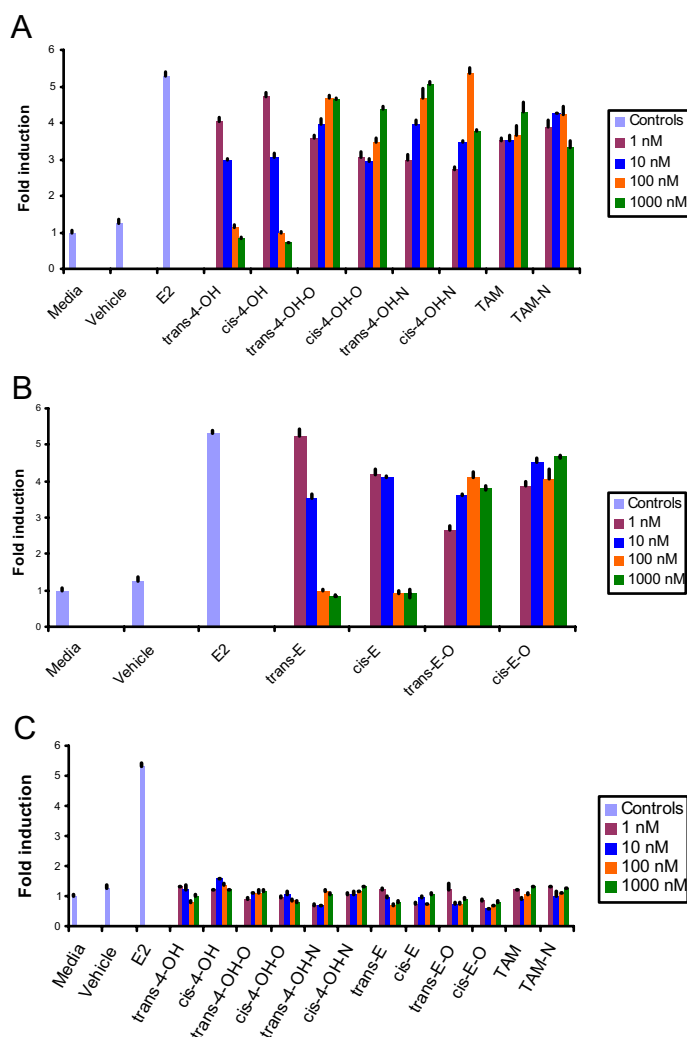 A
Fold induction
6
5
4
3
2
1
0
Media
Vehicle
E2
trans-4-OH
cis-4-OH
trans-4-OH-O
cis-4-OH-O
trans-4-OH-N
cis-4-OH-N
TAM
TAM-N
Controls
1 nM
10 nM
100 nM
1000 nM
B
Fold induction
6
5
4
3
2
1
0
Media
Vehicle
E2
trans-E
cis-E
trans-E-O
cis-E-O
Controls
1 nM
10 nM
100 nM
1000 nM
C
Fold induction
6
5
4
3
2
1
0
Media
Vehicle
E2
trans-4-OH
cis-4-OH
trans-4-OH-O
cis-4-OH-O
trans-4-OH-N
cis-4-OH-N
trans-E
cis-E
trans-E-O
cis-E-O
TAM
TAM-N
Controls
1 nM
10 nM
100 nM
1000 nM